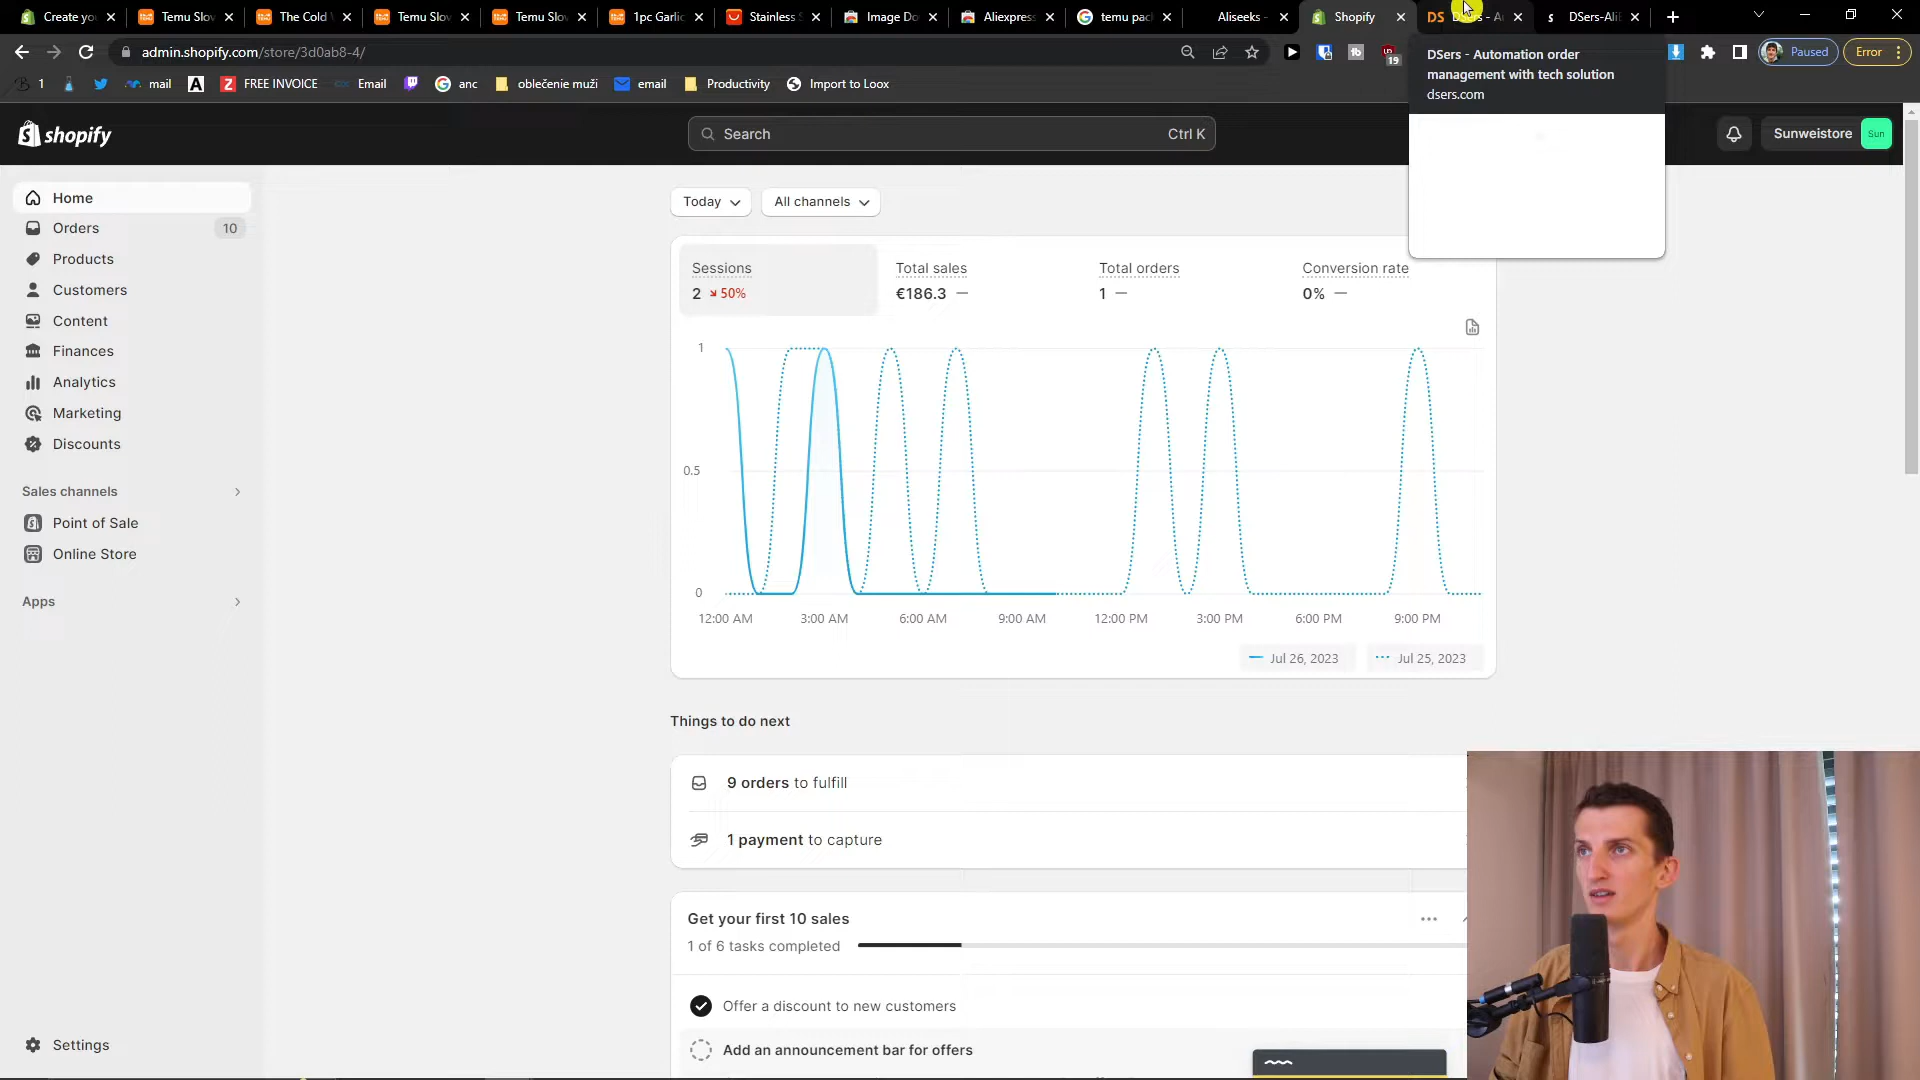 Create yo
Temu Slov
The Cold W
Temu Slov
Temu Slov
1pc Garlic
Stainless S
Image Do
Aliexpress
temu pac
Aliseeks -
Shopify
DSers - A
DSers-AliE
admin.shopify.com/store/3d0ab8-4/
19
Paused
Error
1
mail
FREE INVOICE
Email
anc
oblečenie muži
email
Productivity
Import to Loox
DSers - Automation order
management with tech solution
dsers.com
shopify
Search
Ctrl K
Sunweistore
Sun
Home
Orders
10
Products
Customers
Content
Finances
Analytics
Marketing
Discounts
Sales channels
Point of Sale
Online Store
Apps
Settings
Today
All channels
Sessions
2 50%
Total sales
€186.3 —
Total orders
1 —
Conversion rate
0% —
1
0.5
0
12:00 AM
3:00 AM
6:00 AM
9:00 AM
12:00 PM
3:00 PM
6:00 PM
9:00 PM
Jul 26, 2023
Jul 25, 2023
Things to do next
9 orders to fulfill
1 payment to capture
Get your first 10 sales
1 of 6 tasks completed
Offer a discount to new customers
Add an announcement bar for offers